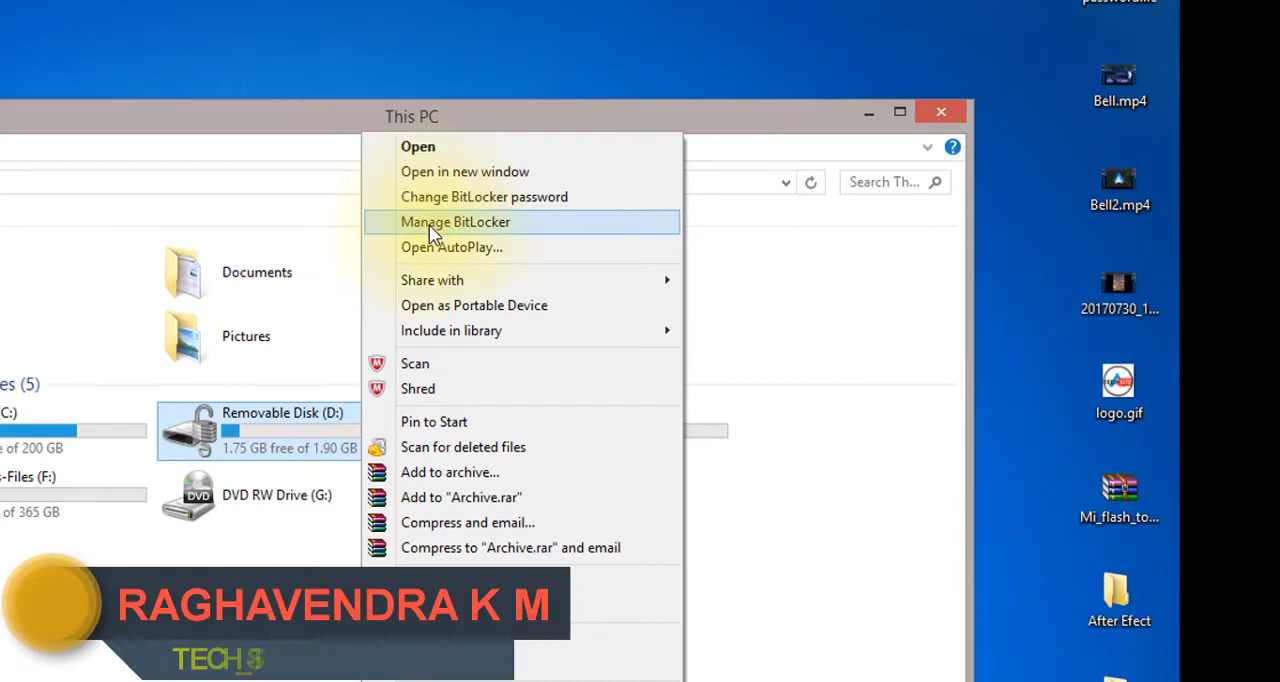 This PC
Search Th...
Open
Open in new window
Change BitLocker password
Manage BitLocker
Open AutoPlay...
Share with
Open as Portable Device
Include in library
Scan
Shred
Pin to Start
Scan for deleted files
Add to archive...
Add to "Archive.rar"
Compress and email...
Compress to "Archive.rar" and email
Documents
Pictures
es (5)
C:)
e of 200 GB
Removable Disk (D:)
1.75 GB free of 1.90 GB
s-Files (F:)
of 365 GB
DVD
DVD RW Drive (G:)
Bell.mp4
Bell2.mp4
20170730_1...
logo.gif
Mi_flash_to...
After Efect
RAGHAVENDRA K M
TECH_S